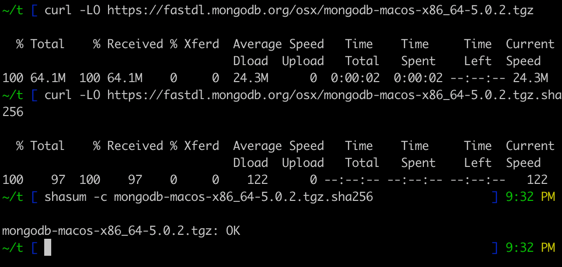 ~/t [ curl -LO https://fastdl.mongodb.org/osx/mongodb-macos-x86_64-5.0.2.tgz
% Total % Received % Xferd Average Speed Time Time Time Current
Dload Upload Total Spent Left Speed
100 64.1M 100 64.1M 0 0 24.3M 0 0:00:02 0:00:02 --:--:-- 24.3M
~/t [ curl -LO https://fastdl.mongodb.org/osx/mongodb-macos-x86_64-5.0.2.tgz.sha
256
% Total % Received % Xferd Average Speed Time Time Time Current
Dload Upload Total Spent Left Speed
100 97 100 97 0 0 122 0 --:--:-- --:--:-- --:--:-- 122
~/t [ shasum -c mongodb-macos-x86_64-5.0.2.tgz.sha256 ] 9:32 PM
mongodb-macos-x86_64-5.0.2.tgz: OK
~/t [ ] 9:32 PM